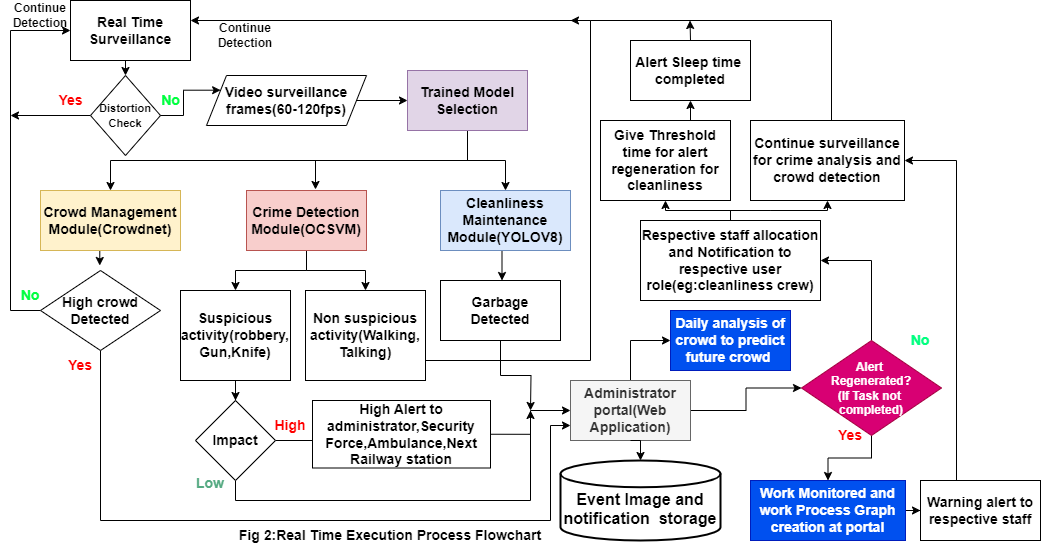 Continue
Detection
Real Time
Surveillance
Continue
Detection
Alert Sleep time
completed
Yes
Distortion
Check
No
Video surveillance
frames(60-120fps)
Trained Model
Selection
Give Threshold
time for alert
regeneration for
cleanliness
Continue surveillance
for crime analysis and
crowd detection
Crowd Management
Module(Crowdnet)
Crime Detection
Module(OCSVM)
Cleanliness
Maintenance
Module(YOLOV8)
Respective staff allocation
and Notification to
respective user
role(eg:cleanliness crew)
No
High crowd
Detected
Yes
Suspicious
activity(robbery,
Gun,Knife)
Non suspicious
activity(Walking,
Talking)
Garbage
Detected
Daily analysis of
crowd to predict
future crowd
No
Alert
Regenerated?
(If Task not
completed)
Yes
Administrator
portal(Web
Application)
Impact
High
Low
High Alert to
administrator,Security
Force,Ambulance,Next
Railway station
Event Image and
notification storage
Work Monitored and
work Process Graph
creation at portal
Warning alert to
respective staff
Fig 2:Real Time Execution Process Flowchart